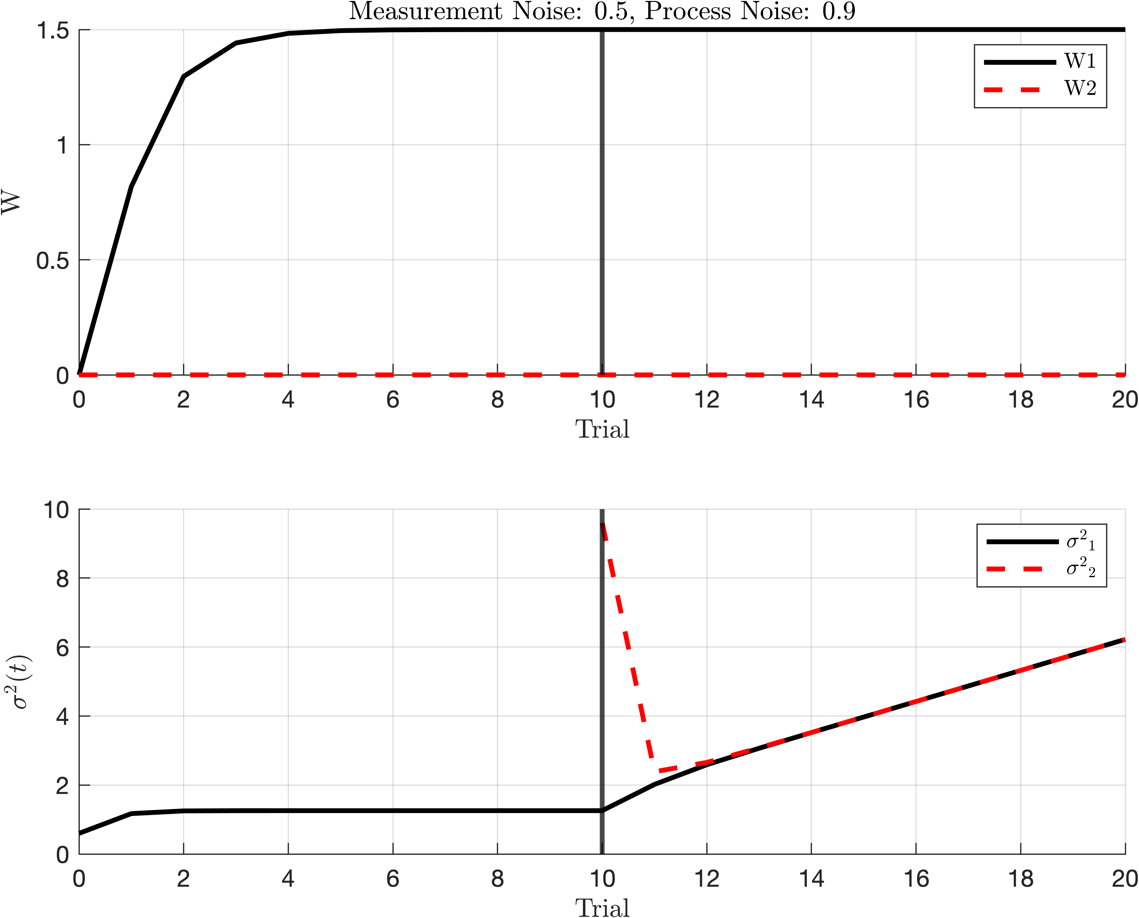 Measurement Noise: 0.5, Process Noise: 0.9
1.5
1
0.5
0
W
W1
W2
0 2 4 6 8 10 12 14 16 18 20
Trial
10
8
6
4
2
0
σ²(t)
σ²₁
σ²₂
0 2 4 6 8 10 12 14 16 18 20
Trial